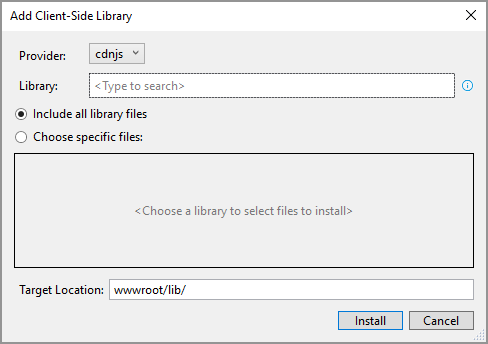 Add Client-Side Library
Provider: cdnjs
Library: <Type to search>
Include all library files
Choose specific files:
<Choose a library to select files to install>
Target Location: wwwroot/lib/
Install Cancel